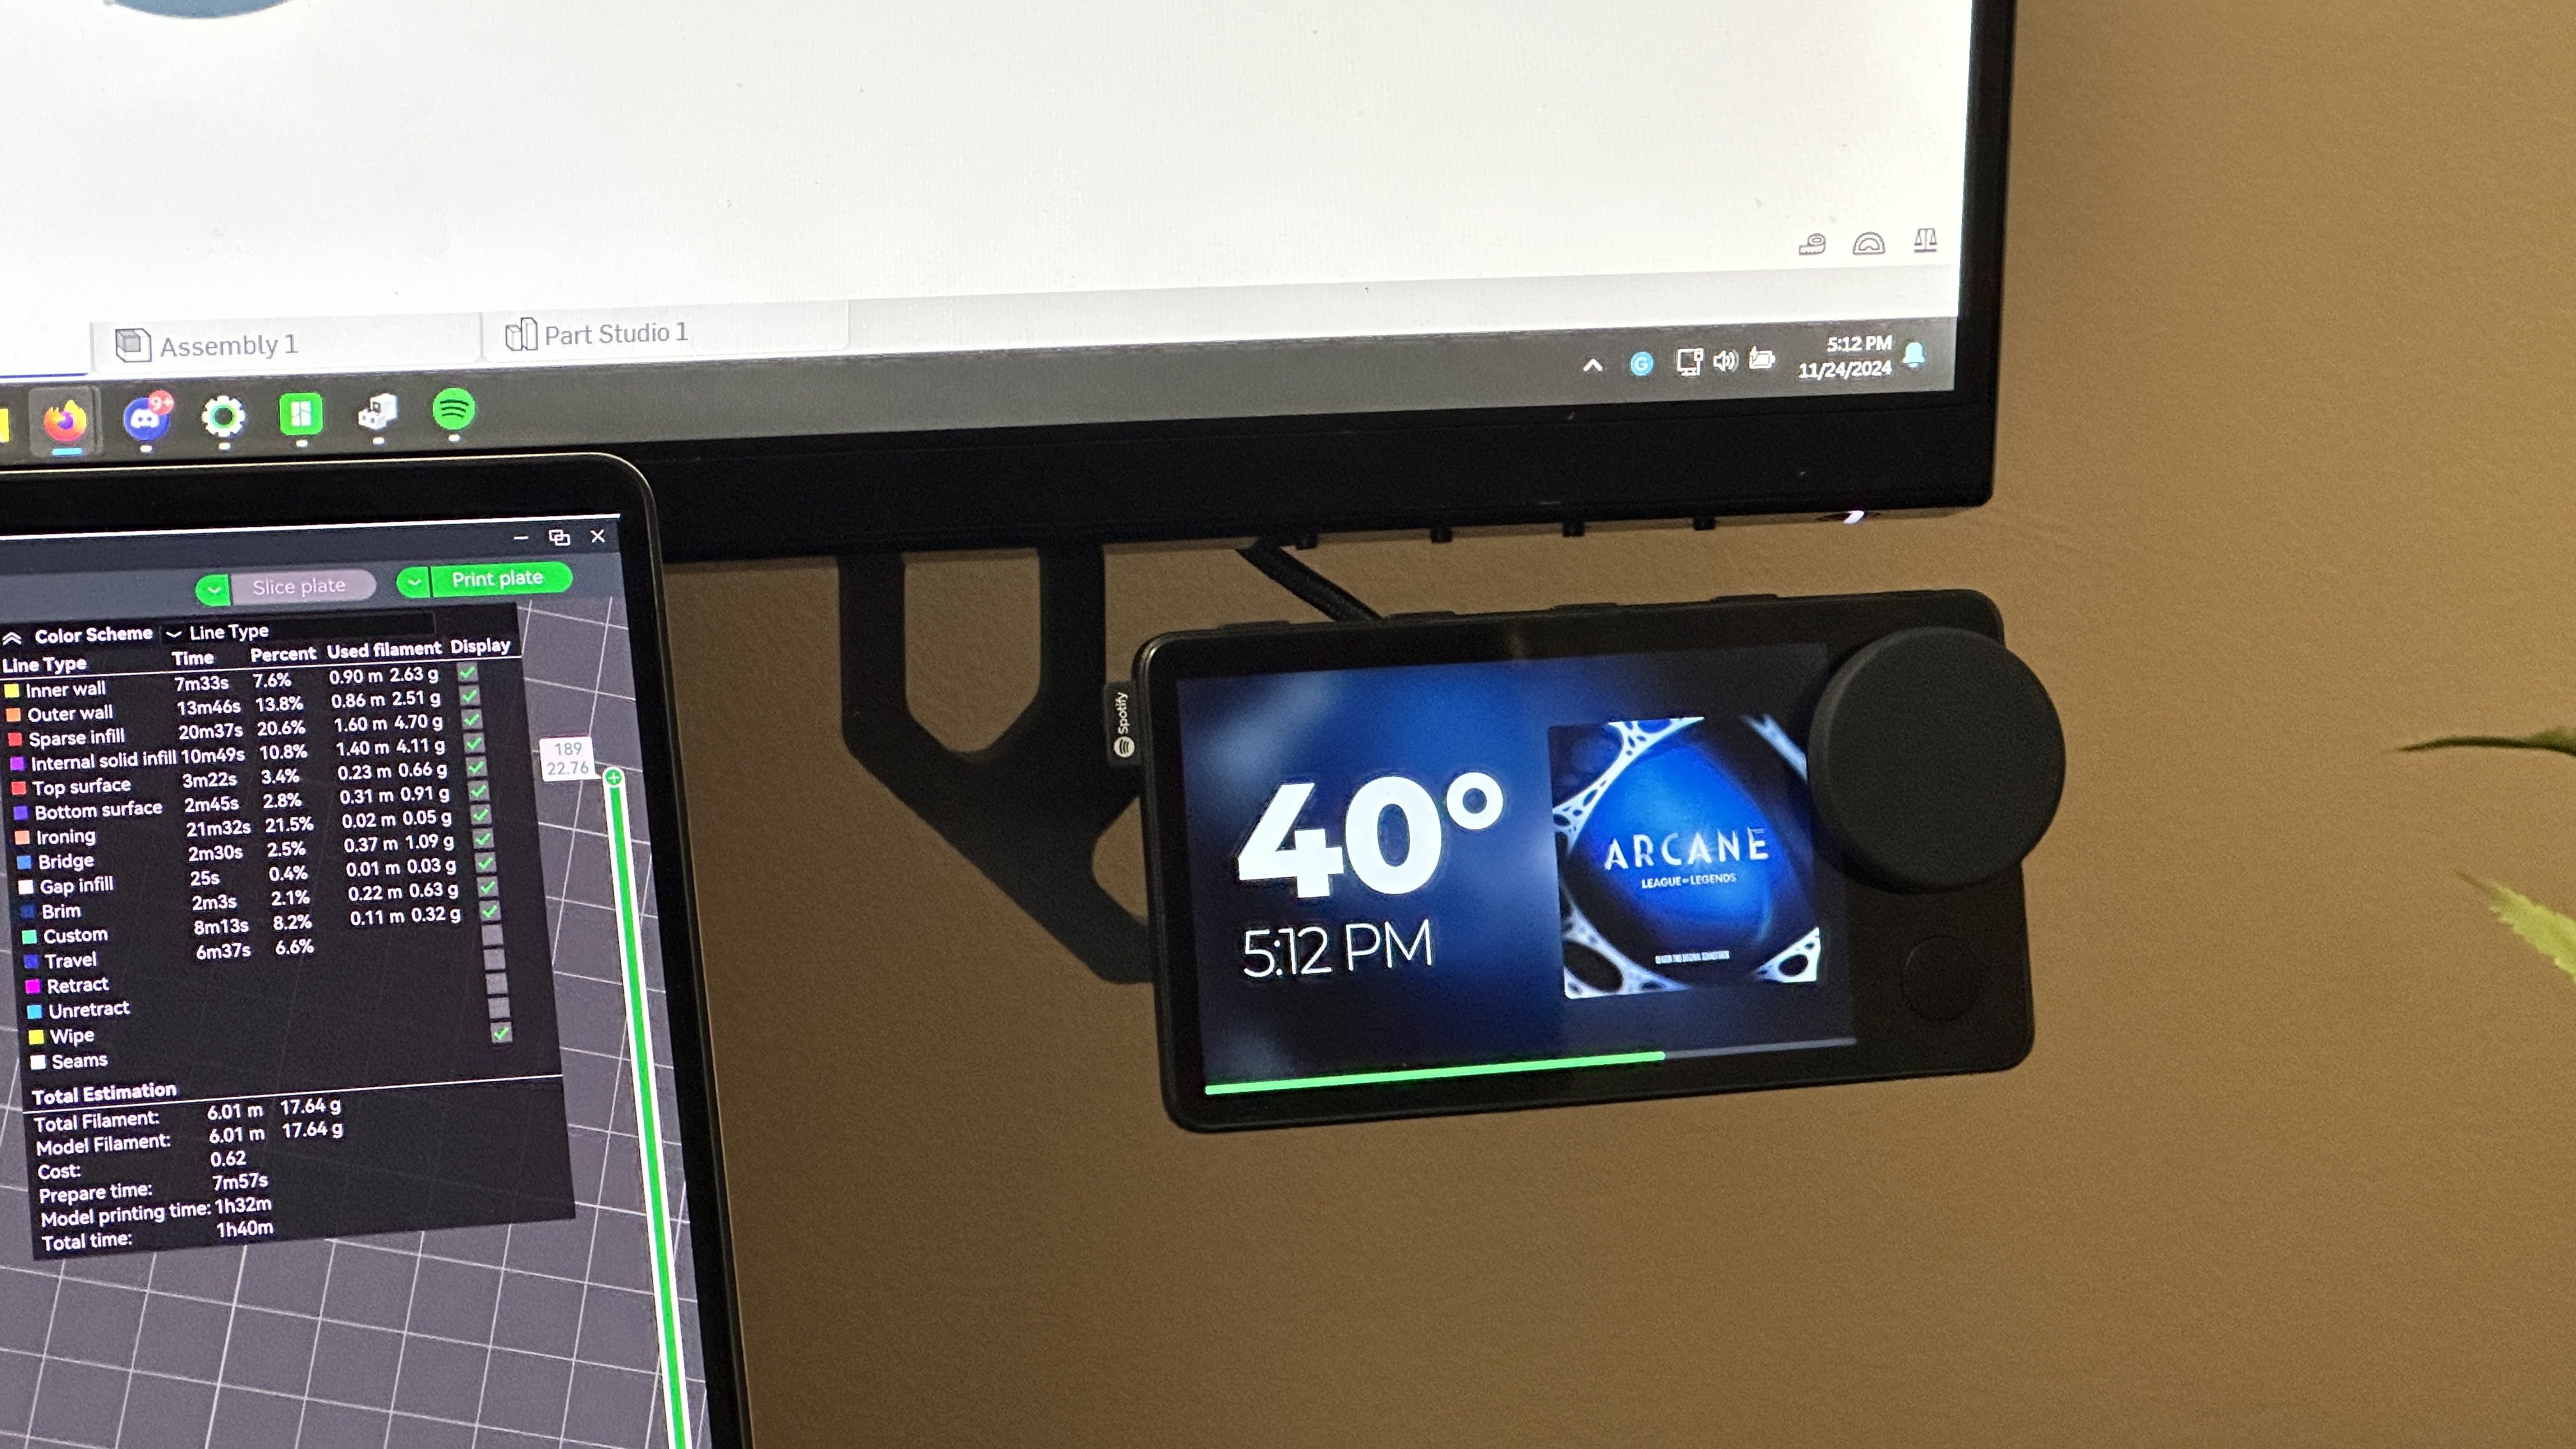 Assembly 1
Part Studio 1
9+
G
5:12 PM
11/24/2024
Slice plate
Print plate
Color Scheme
Line Type
Line Type Time Percent Used filament Display
Inner wall 7m33s 7.6% 0.90 m 2.63 g
Outer wall 13m46s 13.8% 0.86 m 2.51 g
Sparse infill 20m37s 20.6% 1.60 m 4.70 g
Internal solid infill 10m49s 10.8% 1.40 m 4.11 g
Top surface 3m22s 3.4% 0.23 m 0.66 g
Bottom surface 2m45s 2.8% 0.31 m 0.91 g
Ironing 21m32s 21.5% 0.02 m 0.05 g
Bridge 2m30s 2.5% 0.37 m 1.09 g
Gap infill 25s 0.4% 0.01 m 0.03 g
Brim 2m3s 2.1% 0.22 m 0.63 g
Custom 8m13s 8.2% 0.11 m 0.32 g
Travel 6m37s 6.6%
Retract
Unretract
Wipe
Seams
Total Estimation
Total Filament: 6.01 m 17.64 g
Model Filament: 6.01 m 17.64 g
Cost: 0.62
Prepare time: 7m57s
Model printing time: 1h32m
Total time: 1h40m
189
22.76
Spotify
40°
5:12 PM
ARCANE
LEAGUE OF LEGENDS